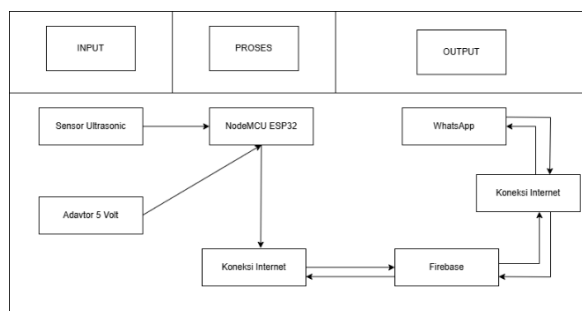 INPUT
PROSES
OUTPUT
Sensor Ultrasonic
NodeMCU ESP32
WhatsApp
Koneksi Internet
Adavtor 5 Volt
Koneksi Internet
Firebase